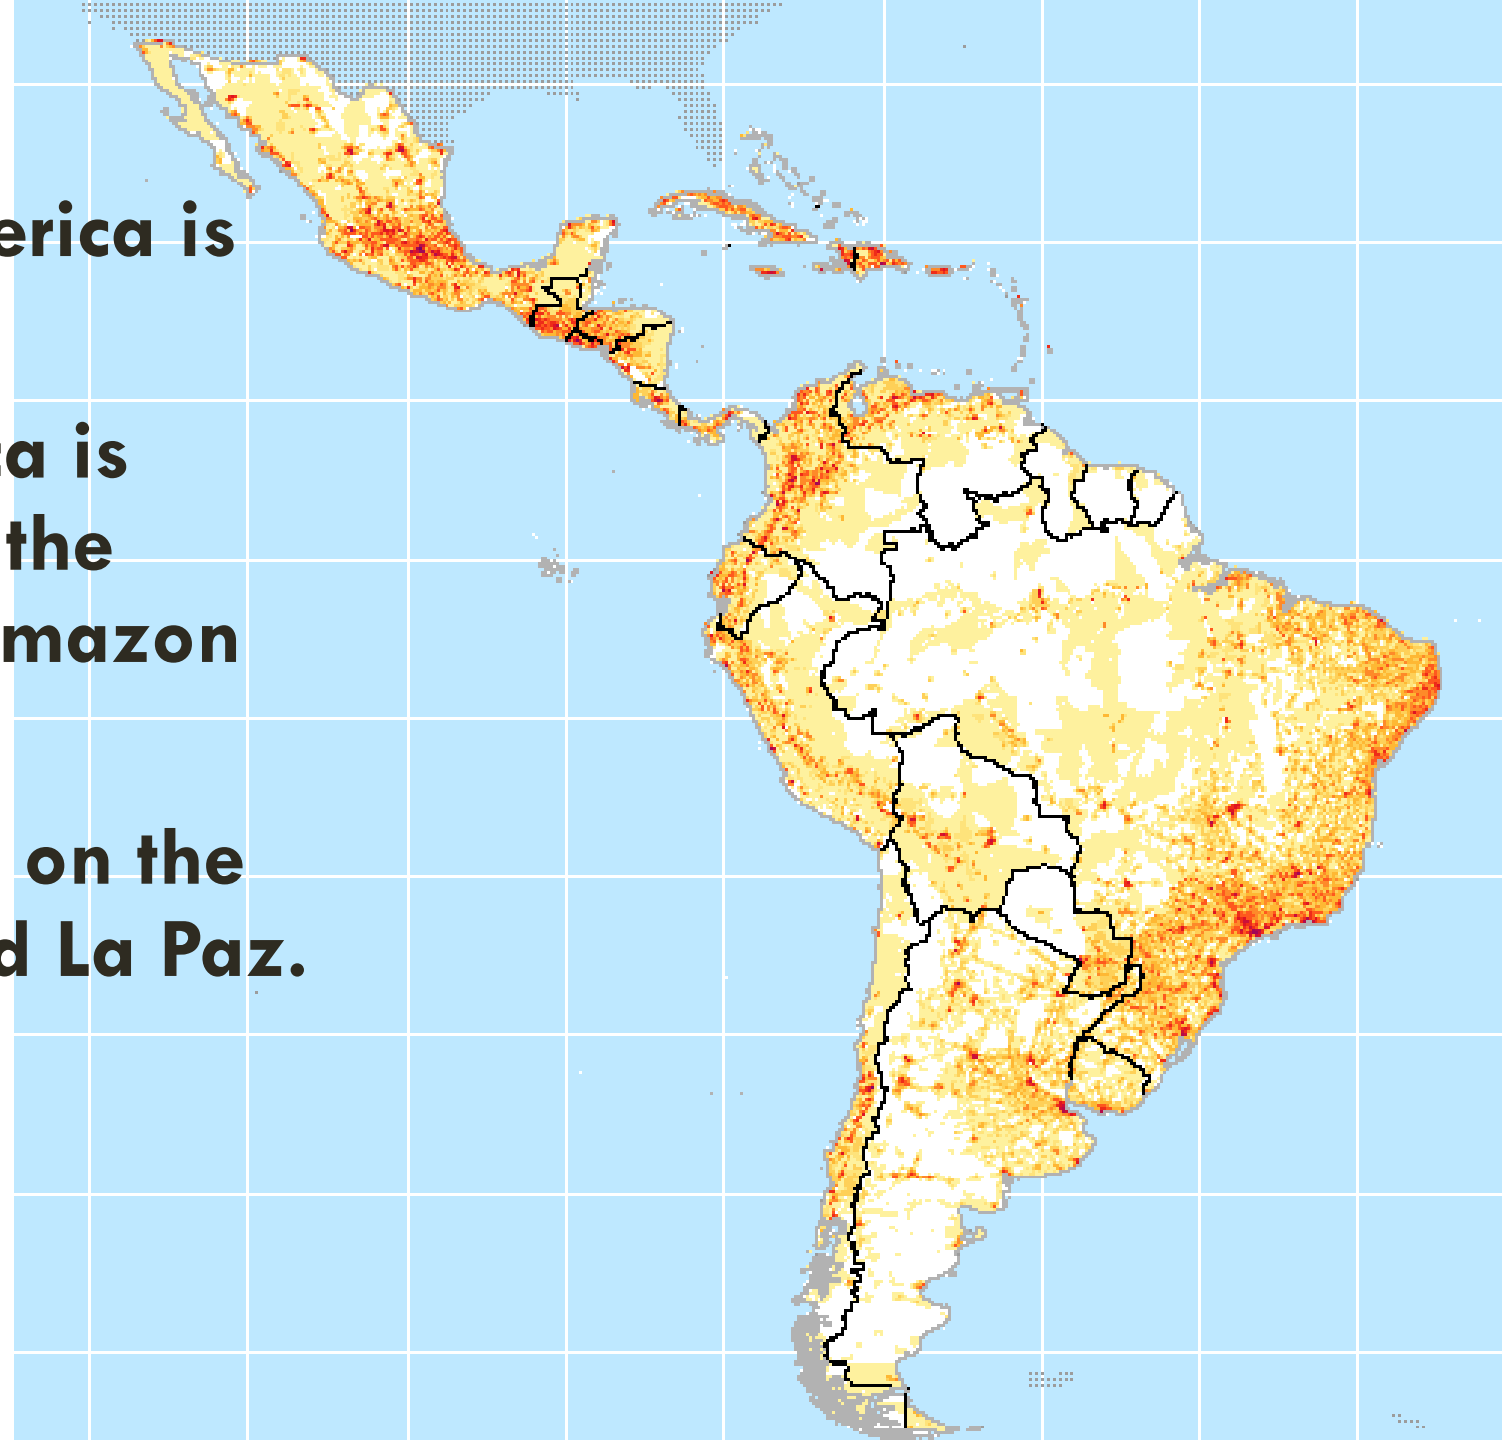 erica is
a is
the
mazon
on the
d La Paz.